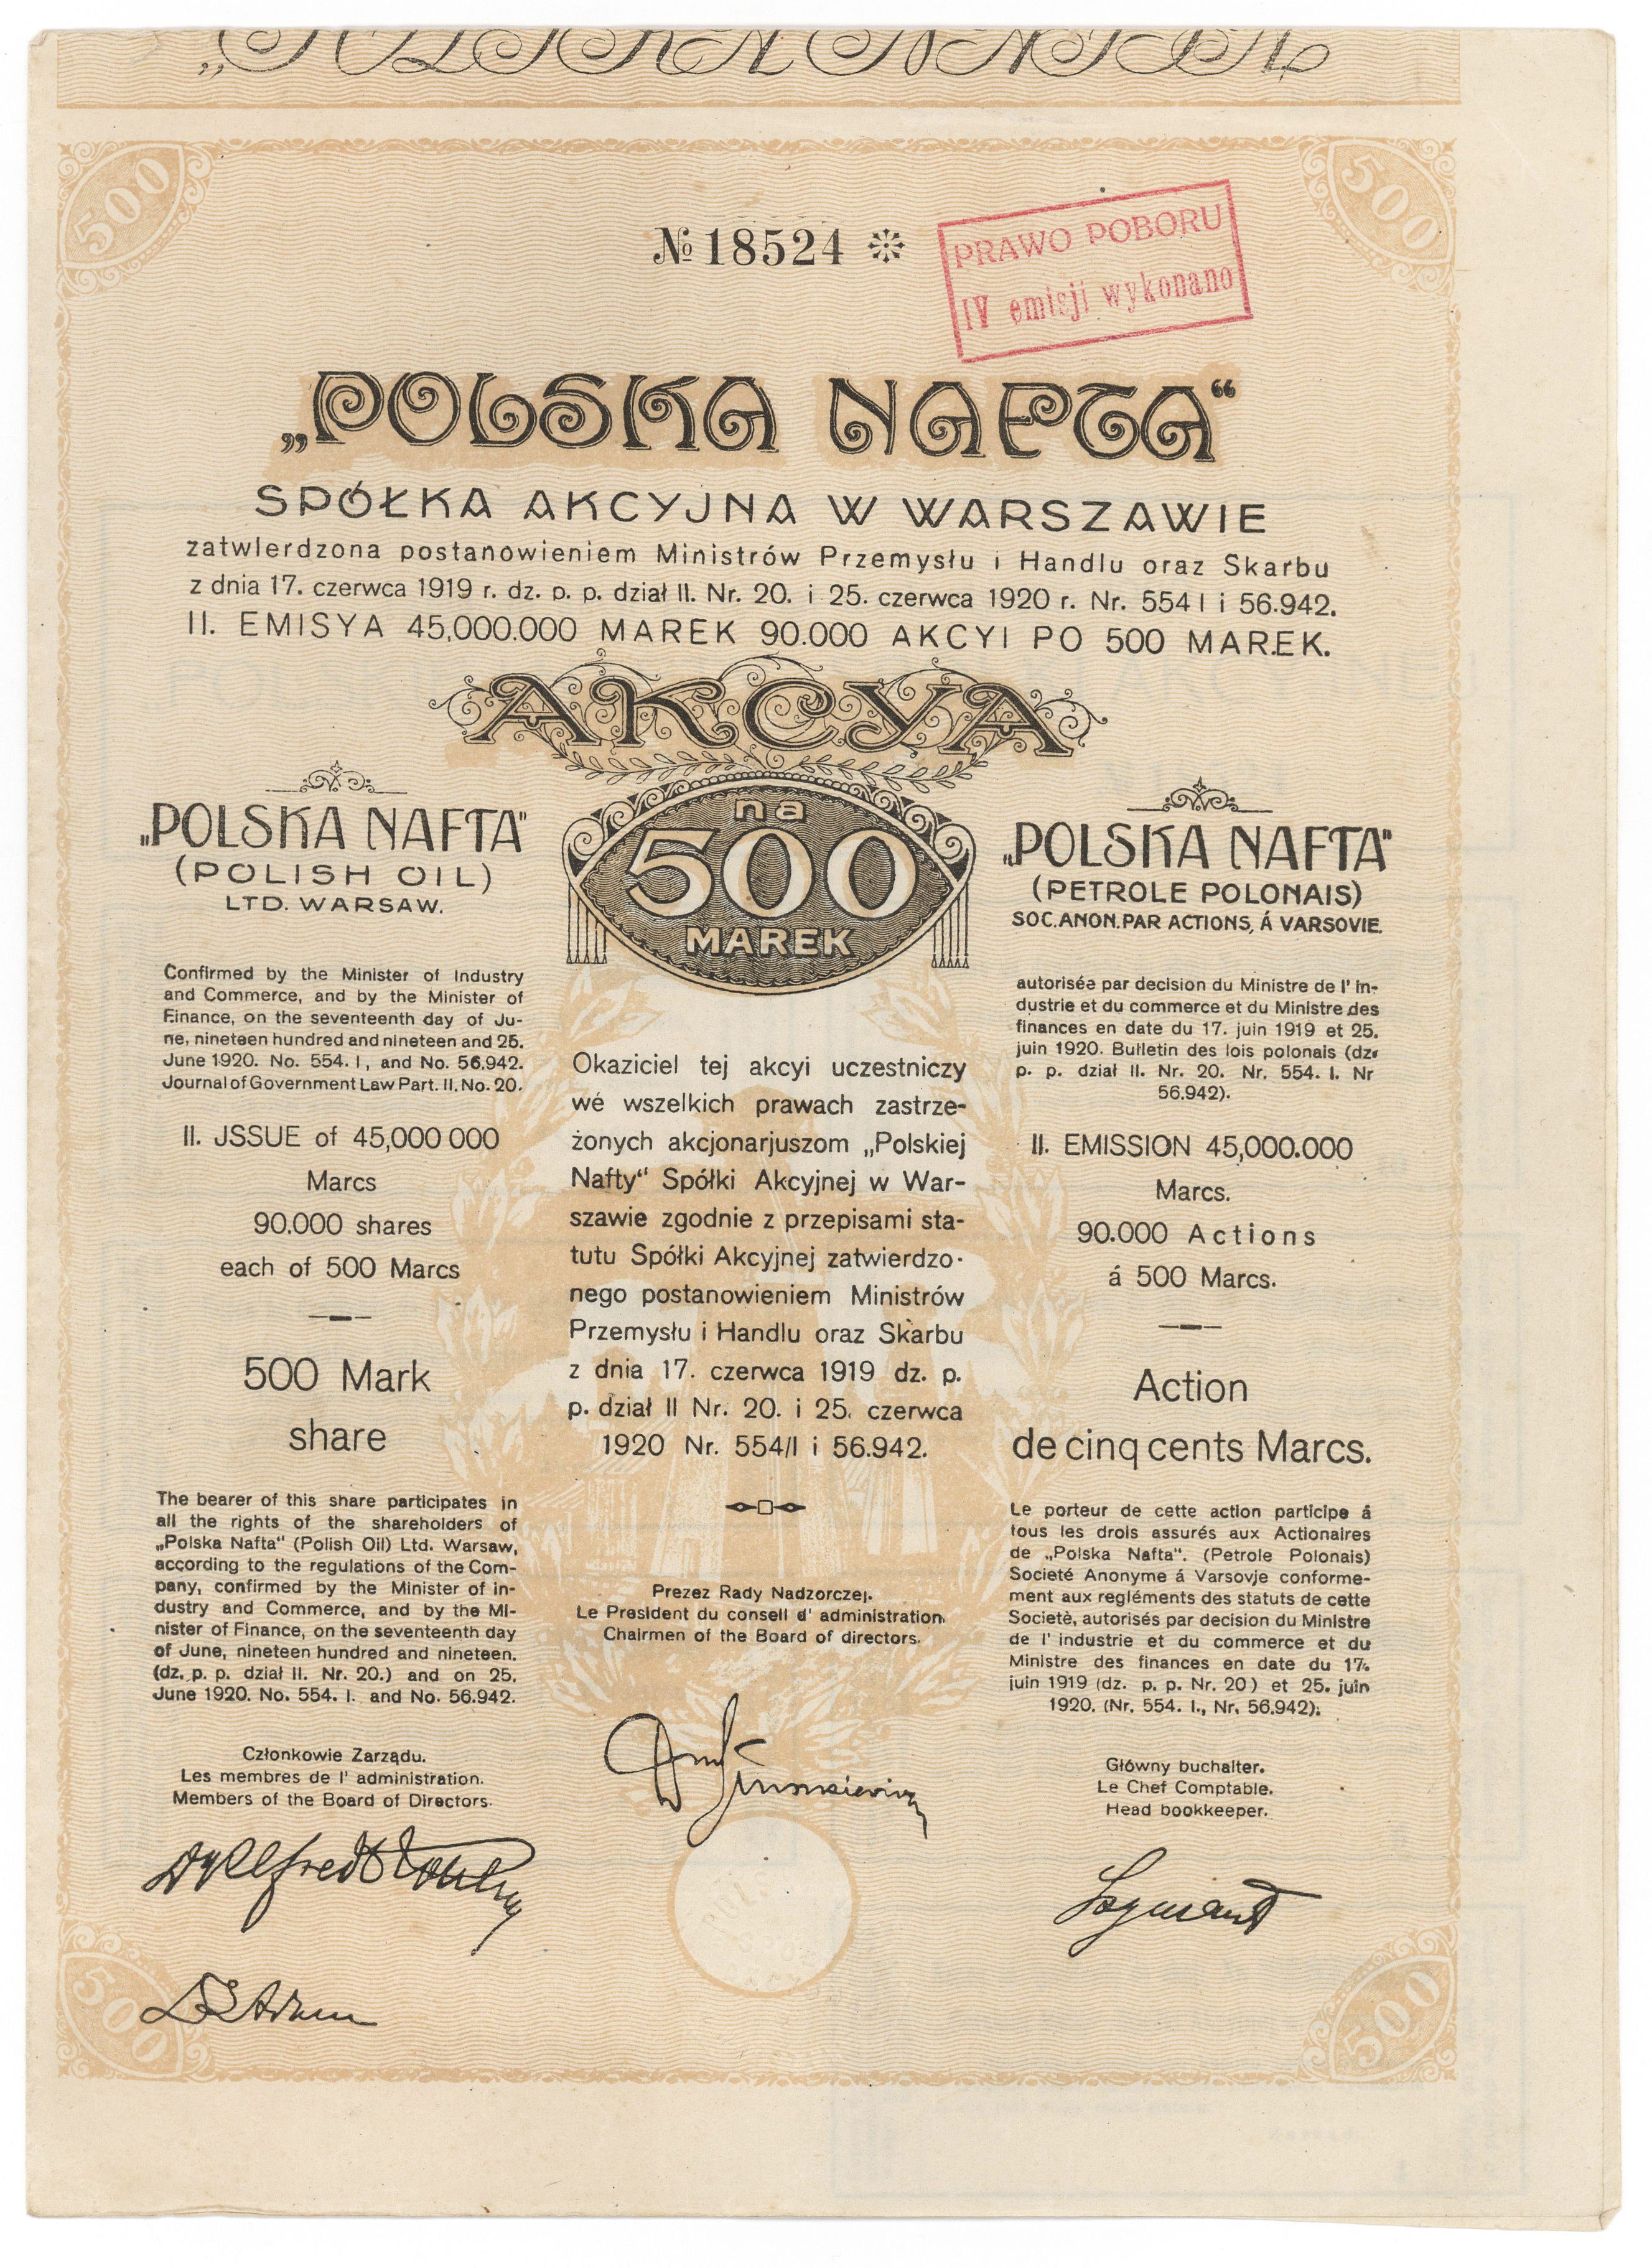 „POLSKA NAFTA
500
500
№ 18524 ❊
PRAWO POBORU
IV emisji wykonano
„POLSKA NAFTA“
SPÓŁKA AKCYJNA W WARSZAWIE
zatwierdzona postanowieniem Ministrów Przemysłu i Handlu oraz Skarbu
z dnia 17. czerwca 1919 r. dz. p. p. dział II. Nr. 20. i 25. czerwca 1920 r. Nr. 554 I i 56.942.
II. EMISYA 45,000.000 MAREK 90.000 AKCYI PO 500 MAREK.
AKCYA
na
500
MAREK
„POLSKA NAFTA"
(POLISH OIL)
LTD. WARSAW.
Confirmed by the Minister of Industry
and Commerce, and by the Minister of
Finance, on the seventeenth day of Ju-
ne, nineteen hundred and nineteen and 25.
June 1920. No. 554. I, and No. 56.942.
Journal of Government Law Part. II. No. 20.
II. JSSUE of 45,000 000
Marcs
90.000 shares
each of 500 Marcs
500 Mark
share
The bearer of this share participates in
all the rights of the shareholders of
„Polska Nafta“ (Polish Oil) Ltd. Warsaw,
according to the regulations of the Com-
pany, confirmed by the Minister of in-
dustry and Commerce, and by the Mi-
nister of Finance, on the seventeenth day
of June, nineteen hundred and nineteen.
(dz. p. p. dział II. Nr. 20.) and on 25.
June 1920. No. 554. I. and No. 56.942.
Członkowie Zarządu.
Les membres de l' administration.
Members of the Board of Directors.
Okaziciel tej akcyi uczestniczy
wé wszelkich prawach zastrze-
żonych akcjonarjuszom „Polskiej
Nafty“ Spółki Akcyjnej w War-
szawie zgodnie z przepisami sta-
tutu Spółki Akcyjnej zatwierdzo-
nego postanowieniem Ministrów
Przemysłu i Handlu oraz Skarbu
z dnia 17. czerwca 1919 dz. p.
p. dział II Nr. 20. i 25. czerwca
1920 Nr. 554/I i 56.942.
Prezez Rady Nadzorczej.
Le President du conseil d' administration.
Chairmen of the Board of directors.
„POLSKA NAFTA"
(PETROLE POLONAIS)
SOC. ANON. PAR ACTIONS, Á VARSOVIE.
autorisée par decision du Ministre de l' In-
dustrie et du commerce et du Ministre des
finances en date du 17. juin 1919 et 25.
juin 1920. Bulletin des lois polonais (dz.
p. p. dział II. Nr. 20. Nr. 554. I. Nr
56.942).
II. EMISSION 45,000.000
Marcs.
90.000 Actions
á 500 Marcs.
Action
de cinq cents Marcs.
Le porteur de cette action participe á
tous les drois assurés aux Actionaires
de „Polska Nafta". (Petrole Polonais)
Societé Anonyme á Varsovje conforme-
ment aux regléments des statuts de cette
Societè, autorisés par decision du Ministre
de l' industrie et du commerce et du
Ministre des finances en date du 17.
juin 1919 (dz. p. p. Nr. 20) et 25. juin
1920. (Nr. 554. I., Nr. 56.942).
Główny buchalter.
Le Chef Comptable.
Head bookkeeper.
500
500